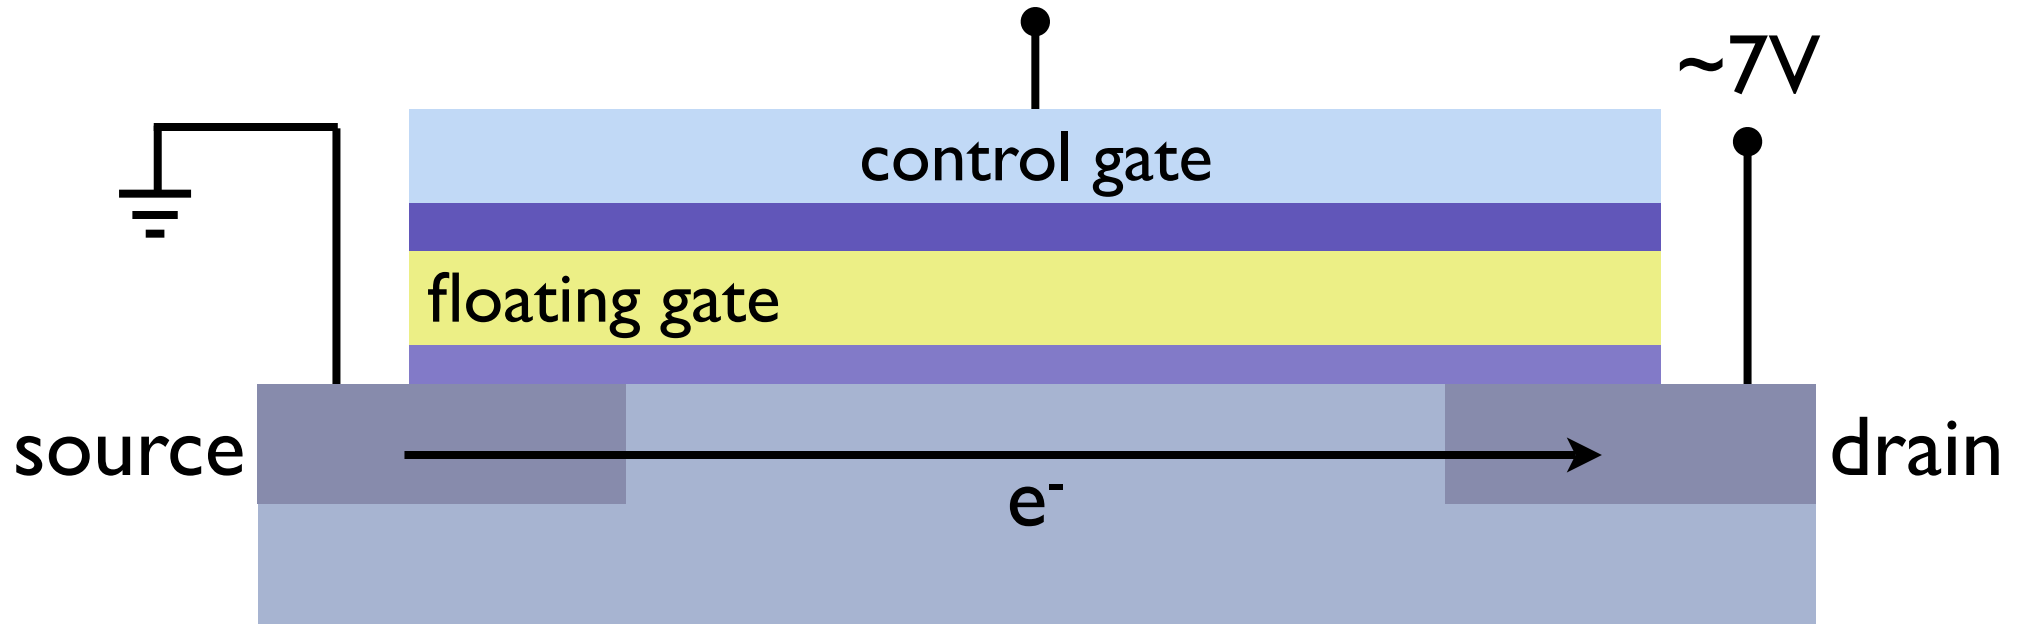 ~7V
control gate
floating gate
source
drain
e-